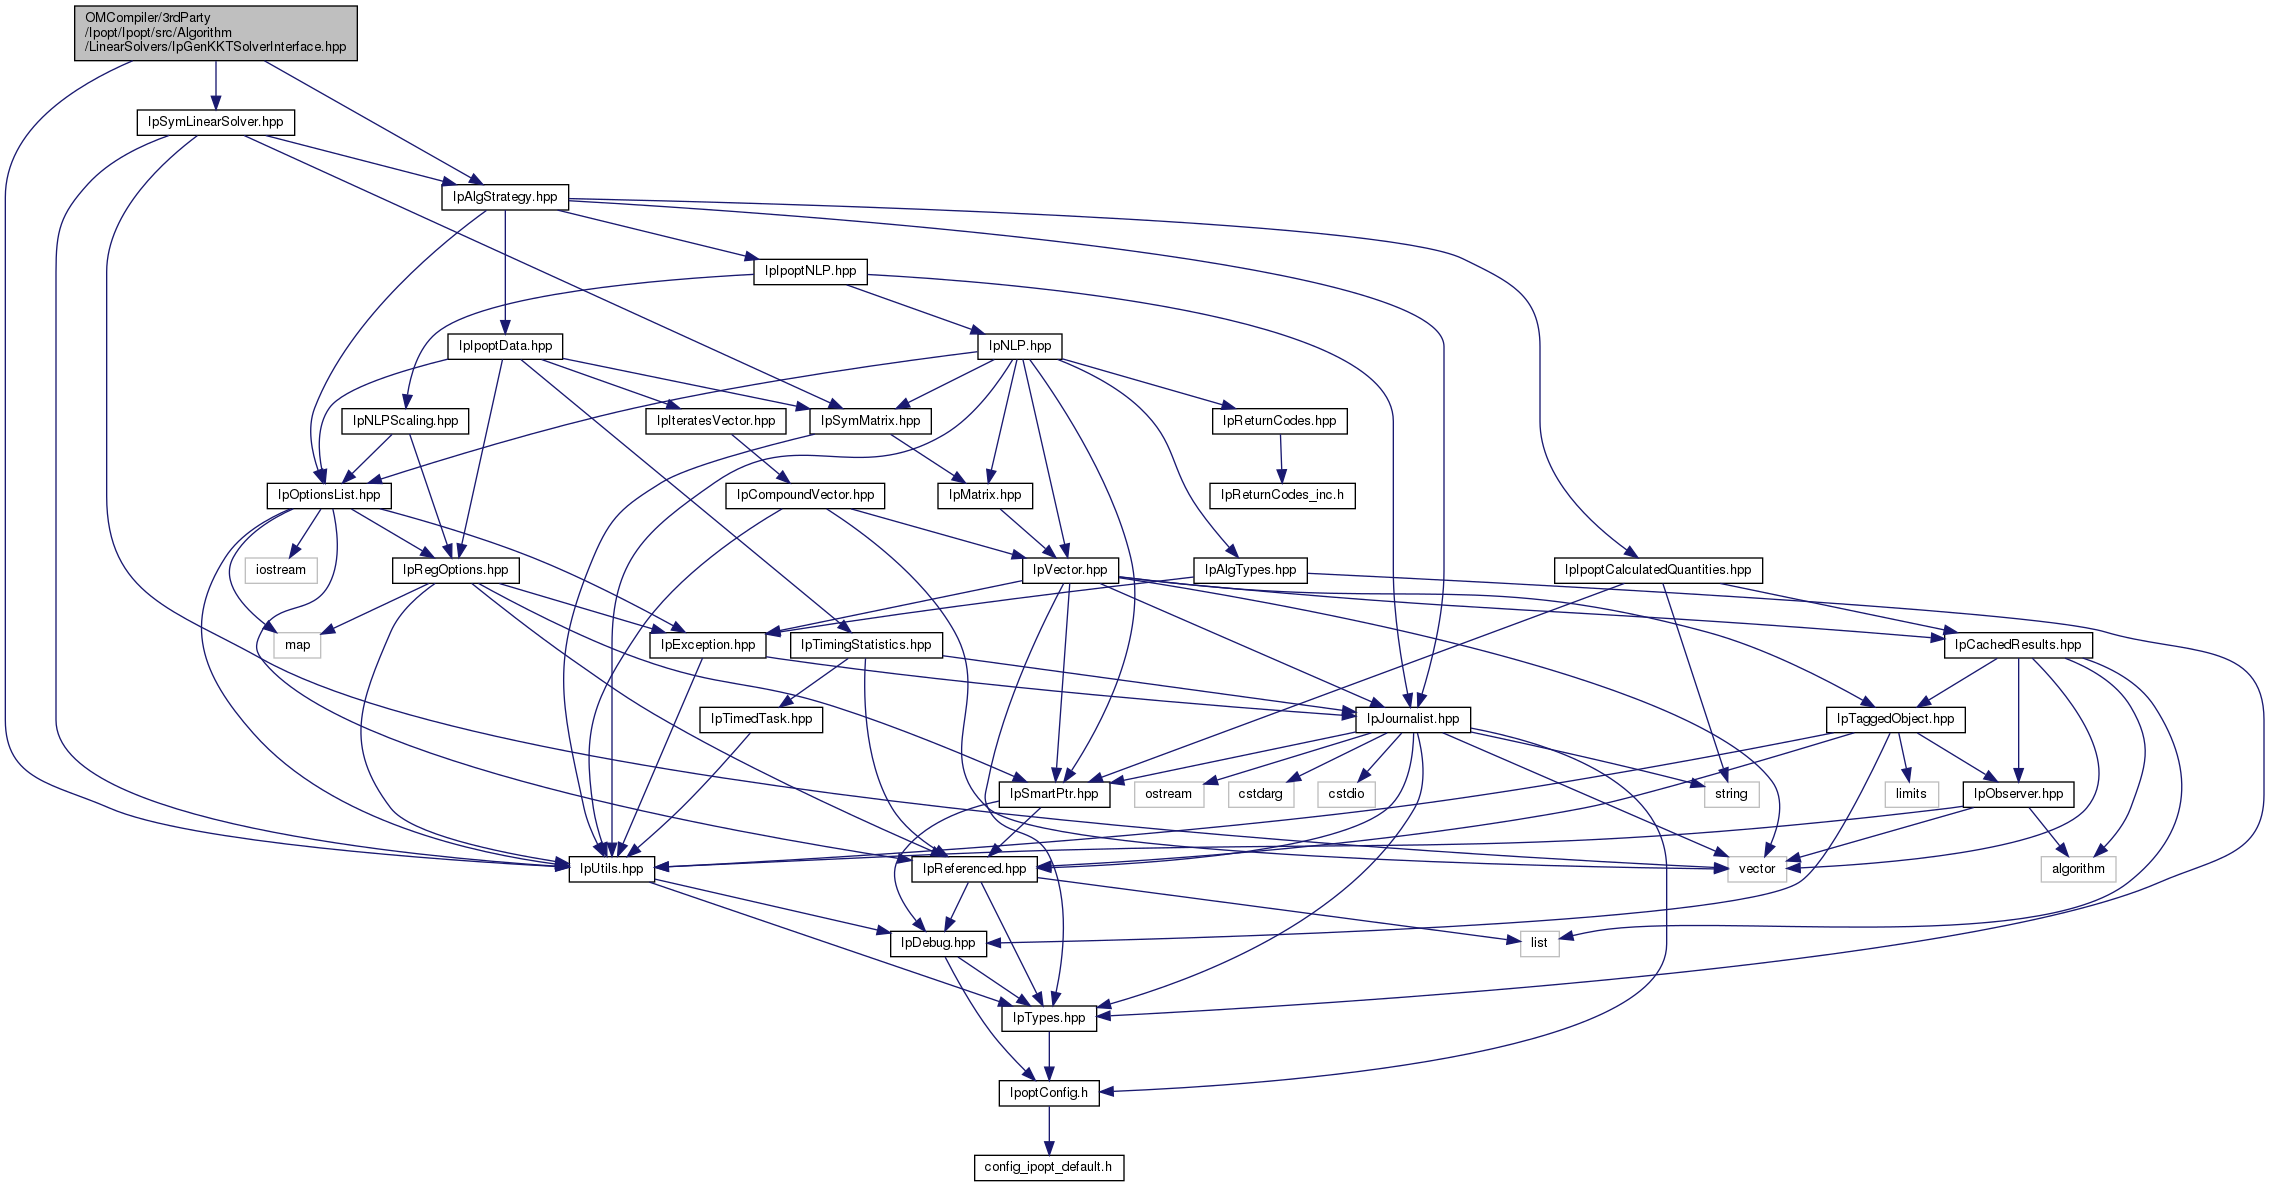 OMCompiler/3rdParty
/Ipopt/Ipopt/src/Algorithm
/LinearSolvers/IpGenKKTSolverInterface.hpp
IpSymLinearSolver.hpp
IpAlgStrategy.hpp
IpIpoptNLP.hpp
IpIpoptData.hpp
IpNLP.hpp
IpNLPScaling.hpp
IpIteratesVector.hpp
IpSymMatrix.hpp
IpReturnCodes.hpp
IpOptionsList.hpp
IpCompoundVector.hpp
IpMatrix.hpp
IpReturnCodes_inc.h
iostream
IpRegOptions.hpp
IpVector.hpp
IpAlgTypes.hpp
IpIpoptCalculatedQuantities.hpp
map
IpException.hpp
IpTimingStatistics.hpp
IpCachedResults.hpp
IpTimedTask.hpp
IpJournalist.hpp
IpTaggedObject.hpp
IpSmartPtr.hpp
ostream
cstdarg
cstdio
string
limits
IpObserver.hpp
IpUtils.hpp
IpReferenced.hpp
vector
algorithm
IpDebug.hpp
list
IpTypes.hpp
IpoptConfig.h
config_ipopt_default.h